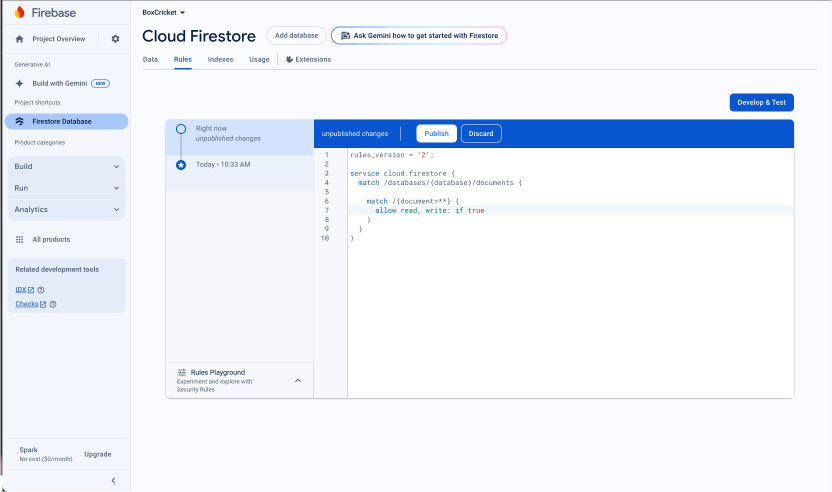 Firebase
BoxCricket
Project Overview
Cloud Firestore
Add database
Ask Gemini how to get started with Firestore
Generative AI
Data
Rules
Indexes
Usage
Extensions
Build with Gemini
NEW
Project shortcuts
Firestore Database
Develop & Test
Product categories
Build
Run
Analytics
All products
Related development tools
IDX
Checks
Right now
unpublished changes
Today • 10:33 AM
unpublished changes
Publish
Discard
1 rules_version = '2';
2
3 service cloud.firestore {
4 match /databases/{database}/documents {
5
6 match /{document=**} {
7 allow read, write: if true
8 }
9 }
10 }
Rules Playground
Experiment and explore with
Security Rules
Spark
No-cost ($0/month)
Upgrade